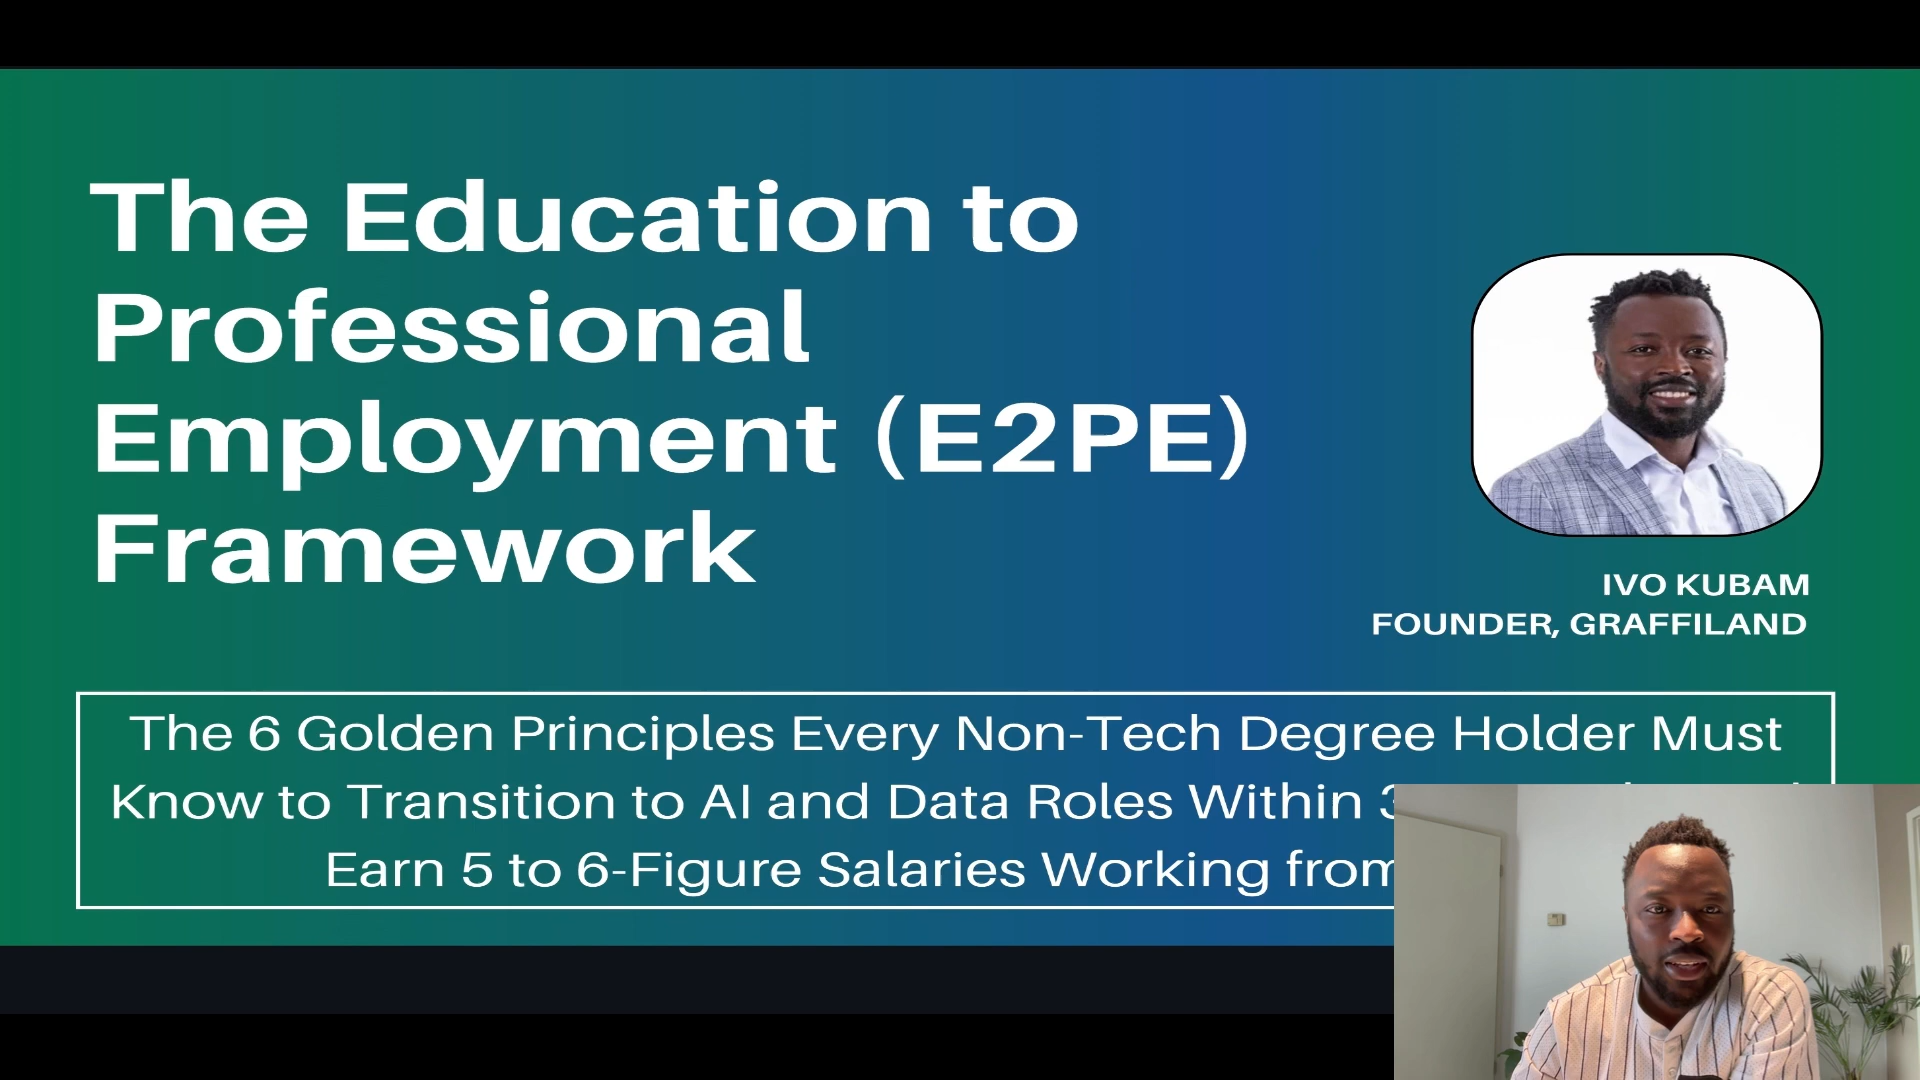 The Education to
Professional
Employment (E2PE)
Framework
IVO KUBAM
FOUNDER, GRAFFILAND
The 6 Golden Principles Every Non-Tech Degree Holder Must
Know to Transition to AI and Data Roles Within
Earn 5 to 6-Figure Salaries Working from